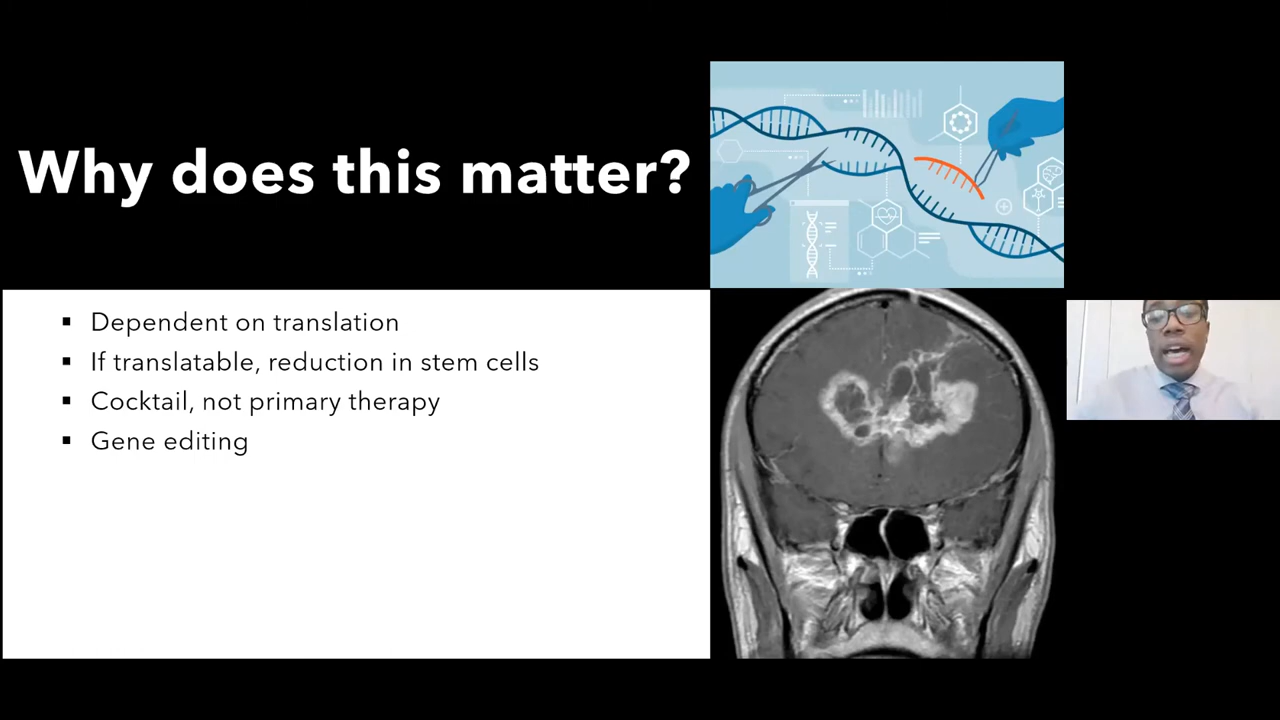 Why does this matter?
Dependent on translation
If translatable, reduction in stem cells
Cocktail, not primary therapy
Gene editing